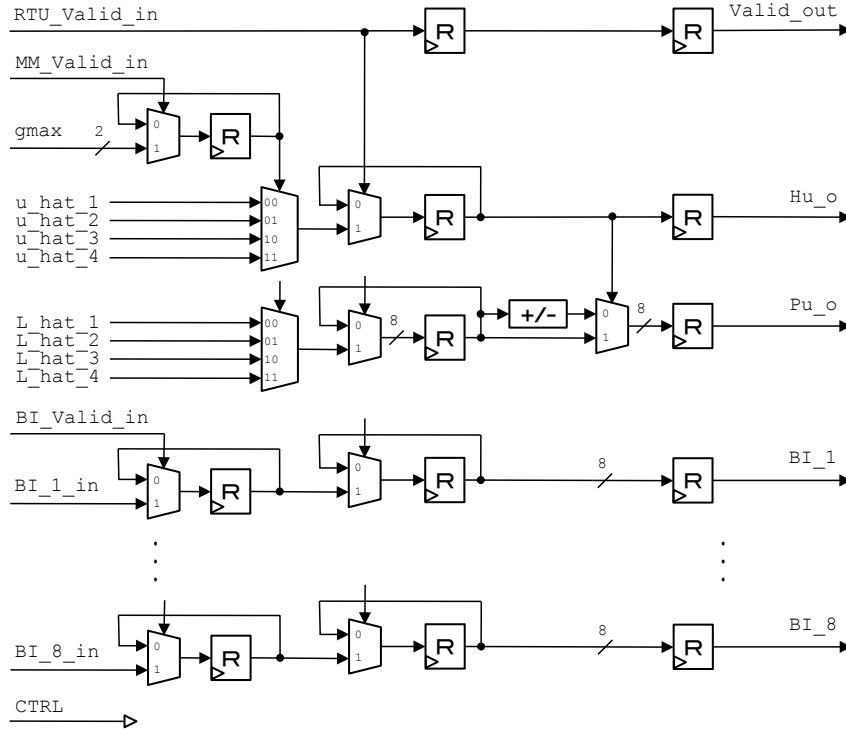 RTU_Valid_in
R
R
Valid_out
MM_Valid_in
gmax
2
0
1
R
u_hat_1
u_hat_2
u_hat_3
u_hat_4
00
01
10
11
0
1
R
R
Hu_o
L_hat_1
L_hat_2
L_hat_3
L_hat_4
00
01
10
11
0
1
8
R
+/-
0
1
8
R
Pu_o
BI_Valid_in
BI_1_in
0
1
R
0
1
R
8
R
BI_1
BI_8_in
0
1
R
0
1
R
8
R
BI_8
CTRL